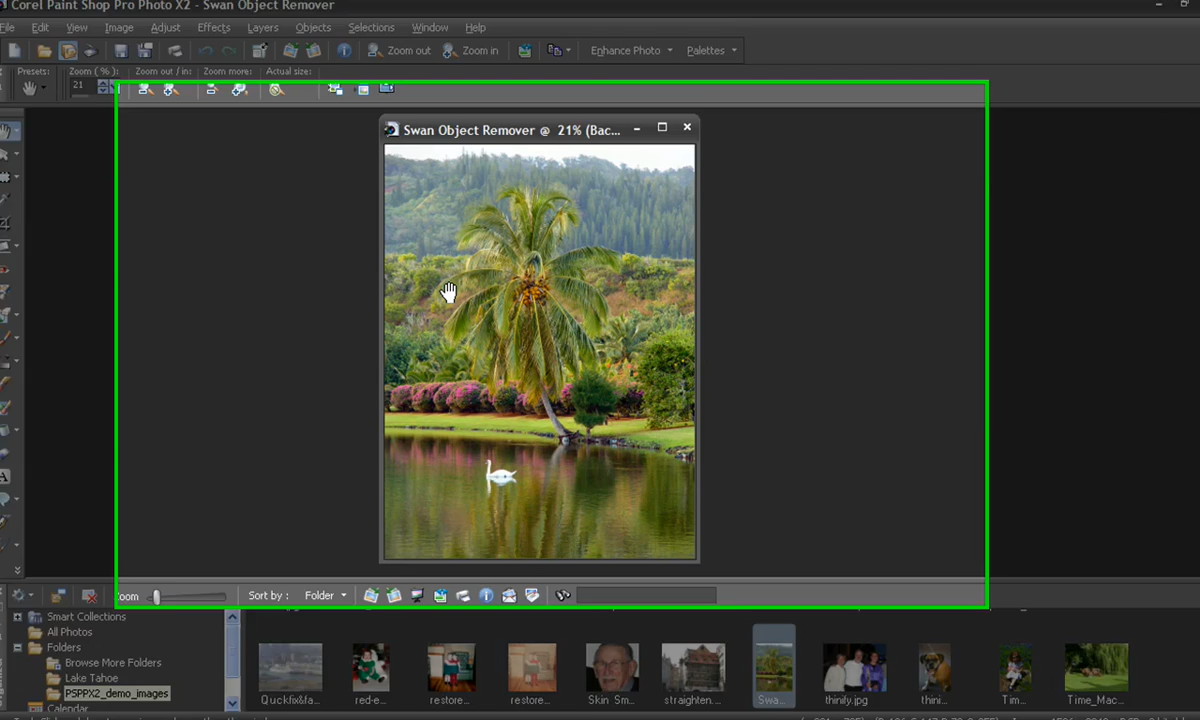 Corel Paint Shop Pro Photo X2 - Swan Object Remover
File Edit View Image Adjust Effects Layers Objects Selections Window Help
Zoom out Zoom in Enhance Photo Palettes
Presets: Zoom ( % ): Zoom out / in: Zoom more: Actual size:
21
Swan Object Remover @ 21% (Bac...
Zoom Sort by : Folder
Smart Collections
All Photos
Folders
Browse More Folders
Lake Tahoe
PSPPX2_demo_images
Calendar
Quckfix&fa... red-e... restore... restore... Skin_Sm... straighten... Swa... thinify.jpg thini... Tim... Time_Mac...